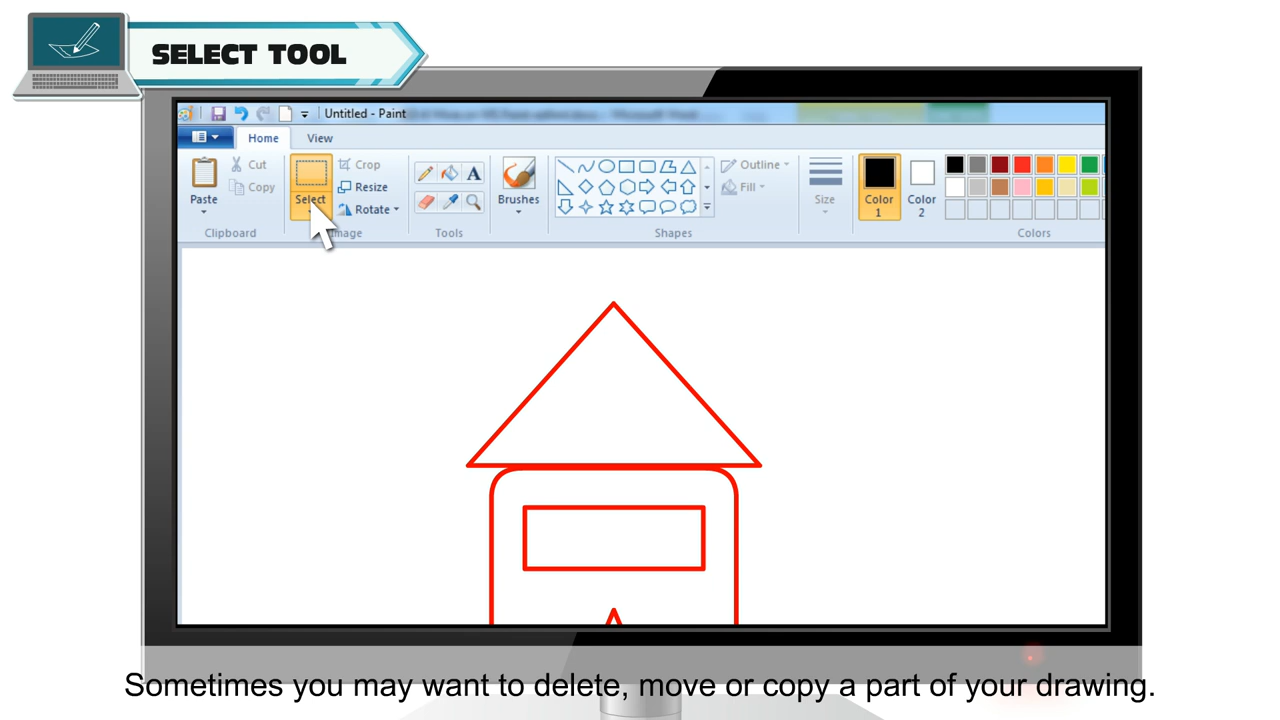 SELECT TOOL
Untitled - Paint
Home View
Paste
Cut
Copy
Clipboard
Select
Crop
Resize
Rotate
Image
A
Tools
Brushes
Shapes
Outline
Fill
Size
Color
1
Color
2
Colors
Sometimes you may want to delete, move or copy a part of your drawing.